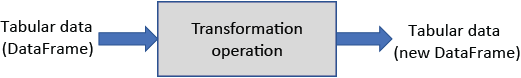 Tabular data
(DataFrame)
Transformation
operation
Tabular data
(new DataFrame)